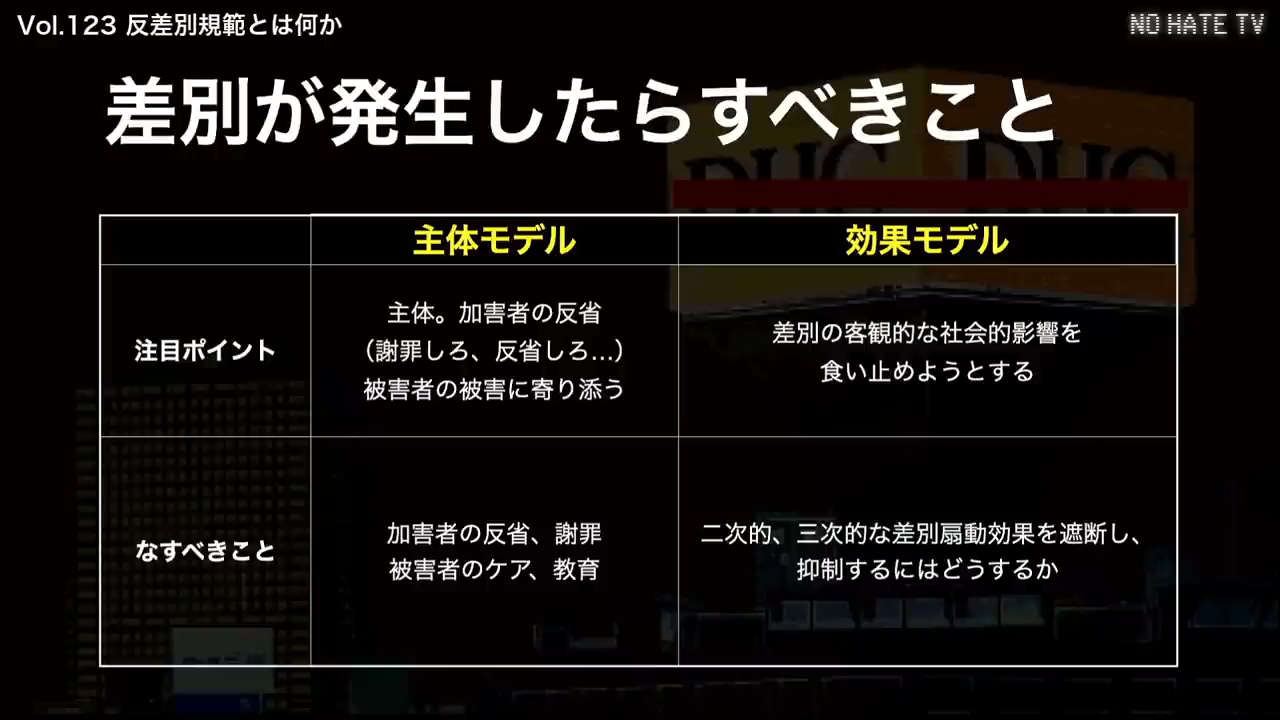 Vol.123 反差別規範とは何か
NO HATE TV
差別が発生したらすべきこと
主体モデル
効果モデル
注目ポイント
主体。加害者の反省
（謝罪しろ、反省しろ…）
被害者の被害に寄り添う
差別の客観的な社会的影響を
食い止めようとする
なすべきこと
加害者の反省、謝罪
被害者のケア、教育
二次的、三次的な差別扇動効果を遮断し、
抑制するにはどうするか
DHC
DHC